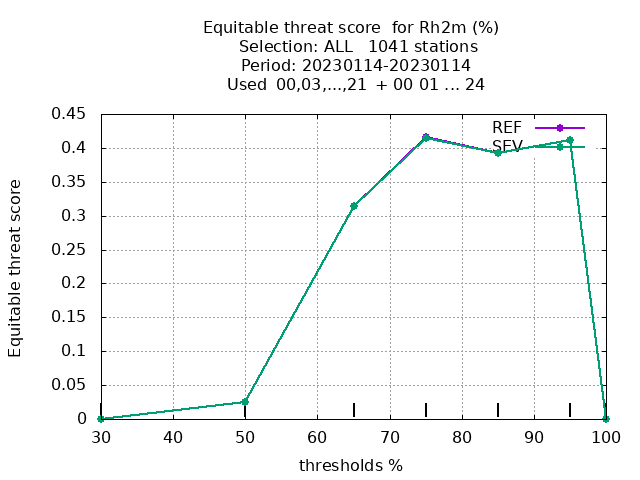 Equitable threat score  for Rh2m (%)
Selection: ALL   1041 stations
Period: 20230114-20230114
Used  00,03,...,21  + 00 01 ... 24
0.45
0.4
0.35
0.3
0.25
0.2
0.15
0.1
0.05
0
Equitable threat score
REF
SEV
30 40 50 60 70 80 90 100
thresholds %